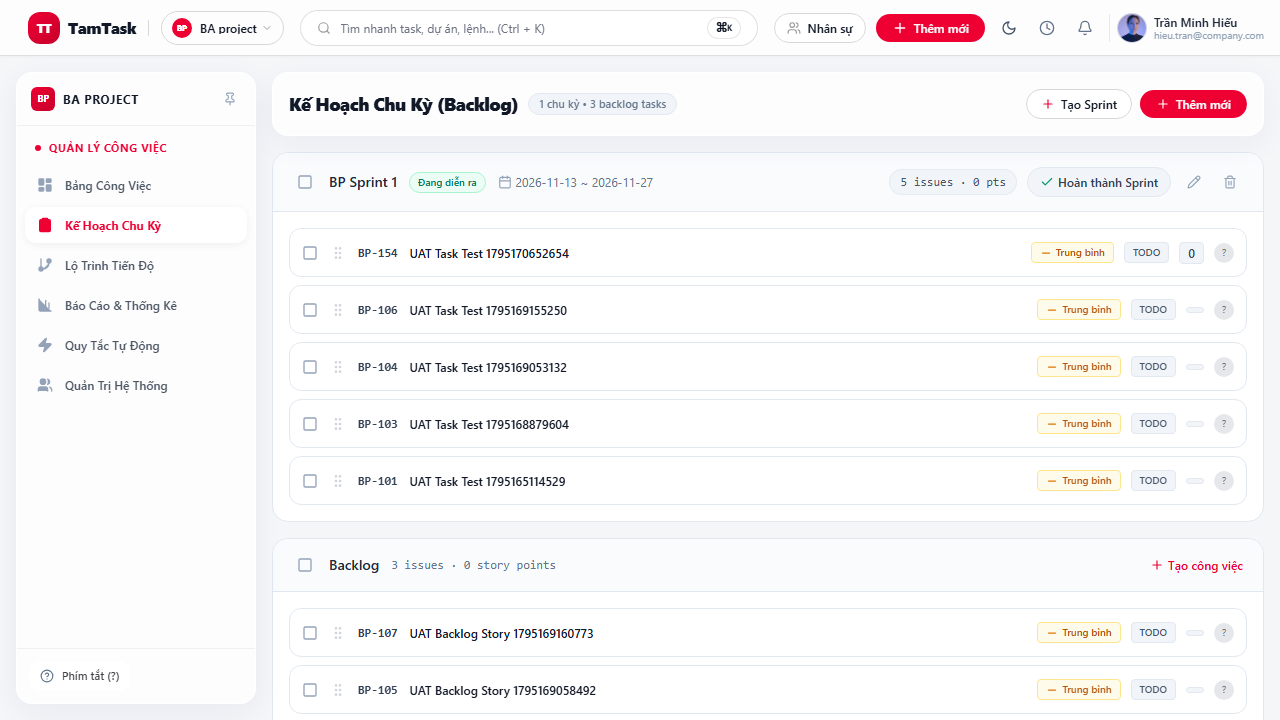 TT TamTask BP BA project Tìm nhanh task, dự án, lệnh... (Ctrl + K) ⌘K Nhân sự + Thêm mới Trần Minh Hiếu
hieu.tran@company.com
BP BA PROJECT
QUẢN LÝ CÔNG VIỆC
Bảng Công Việc
Kế Hoạch Chu Kỳ
Lộ Trình Tiến Độ
Báo Cáo & Thống Kê
Quy Tắc Tự Động
Quản Trị Hệ Thống
Phím tắt (?)
Kế Hoạch Chu Kỳ (Backlog) 1 chu kỳ • 3 backlog tasks + Tạo Sprint + Thêm mới
BP Sprint 1 Đang diễn ra 2026-11-13 ~ 2026-11-27 5 issues · 0 pts Hoàn thành Sprint
BP-154 UAT Task Test 1795170652654 Trung bình TODO 0 ?
BP-106 UAT Task Test 1795169155250 Trung bình TODO ?
BP-104 UAT Task Test 1795169053132 Trung bình TODO ?
BP-103 UAT Task Test 1795168879604 Trung bình TODO ?
BP-101 UAT Task Test 1795165114529 Trung bình TODO ?
Backlog 3 issues · 0 story points + Tạo công việc
BP-107 UAT Backlog Story 1795169160773 Trung bình TODO ?
BP-105 UAT Backlog Story 1795169058492 Trung bình TODO ?